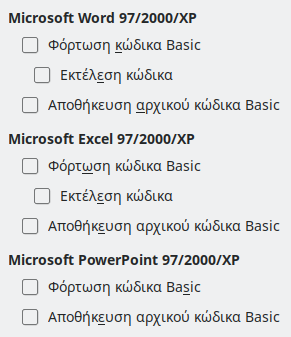 Microsoft Word 97/2000/XP
Φόρτωση κώδικα Basic
Εκτέλεση κώδικα
Αποθήκευση αρχικού κώδικα Basic
Microsoft Excel 97/2000/XP
Φόρτωση κώδικα Basic
Εκτέλεση κώδικα
Αποθήκευση αρχικού κώδικα Basic
Microsoft PowerPoint 97/2000/XP
Φόρτωση κώδικα Basic
Αποθήκευση αρχικού κώδικα Basic